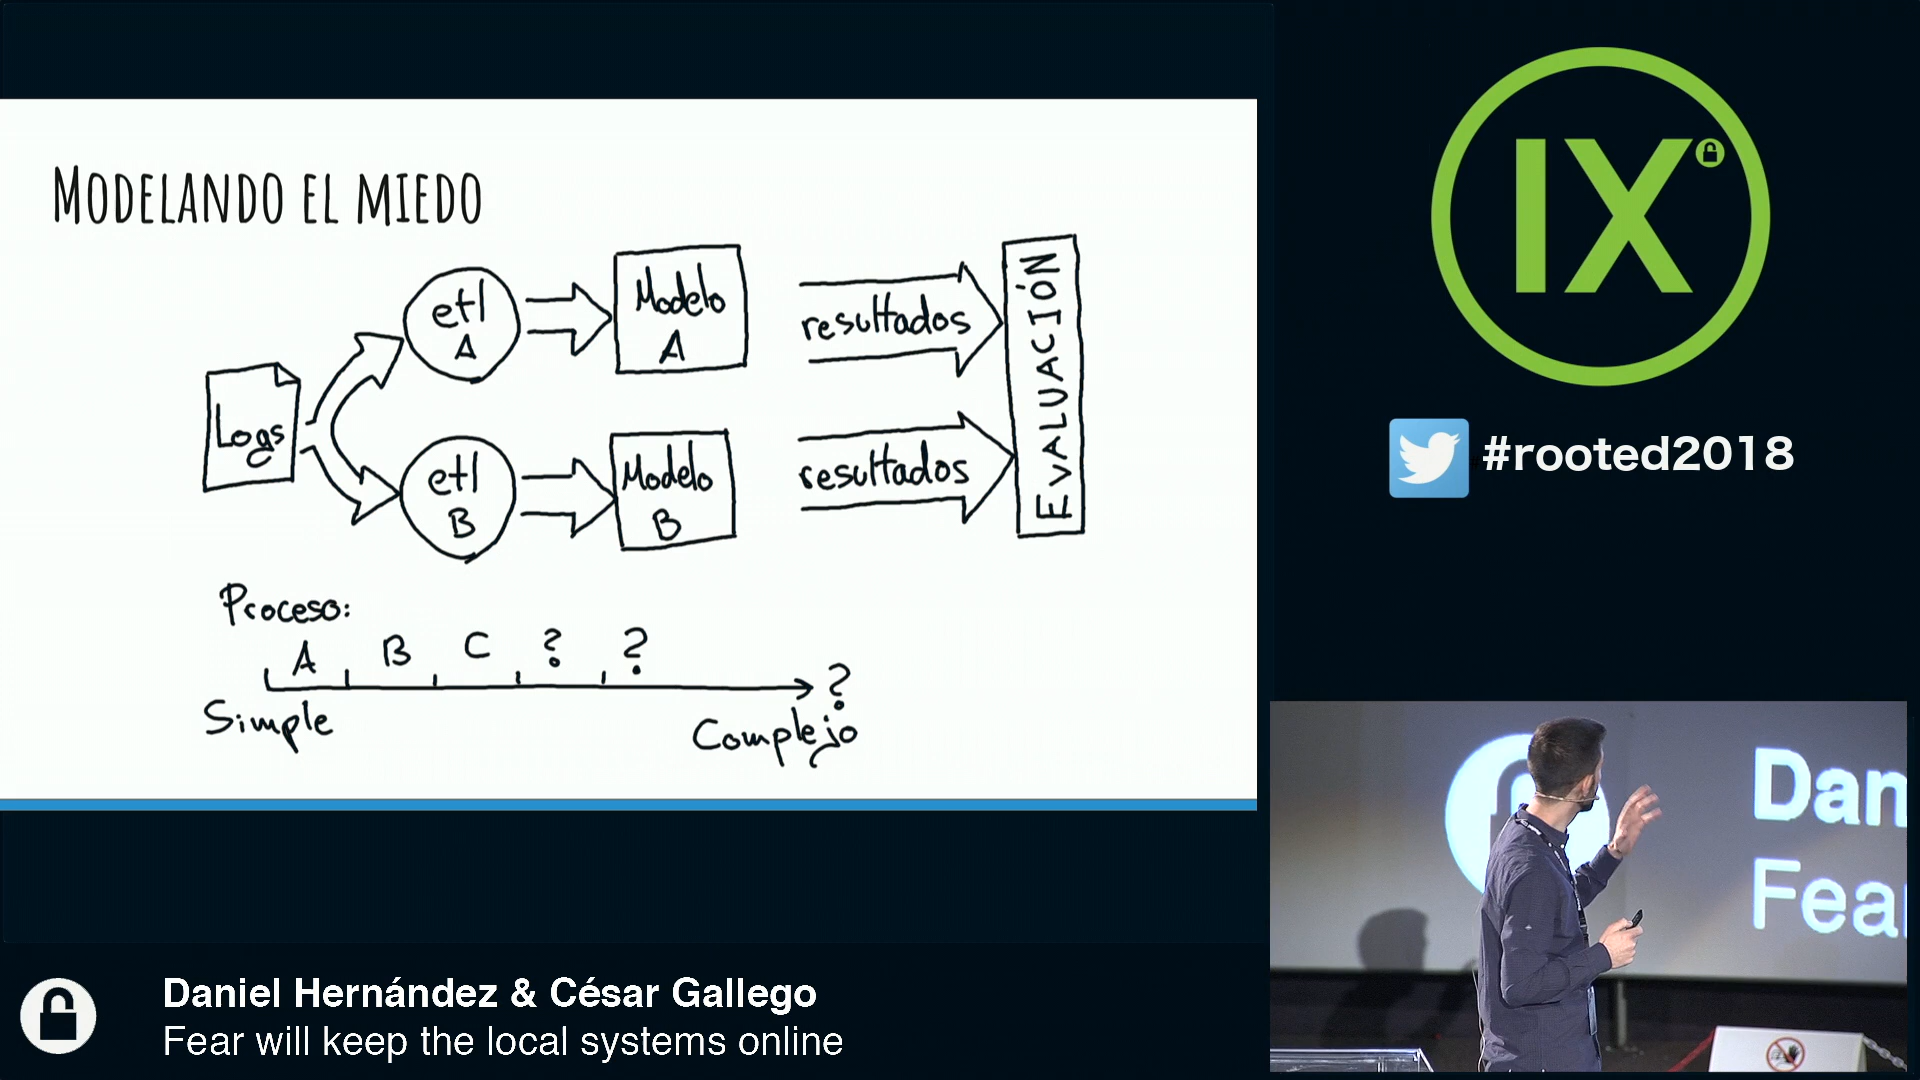 MODELANDO EL MIEDO
Logs
etl
A
Modelo
A
resultados
etl
B
Modelo
B
resultados
EVALUACIÓN
Proceso:
A B C ? ?
?
Simple
Complejo
IX
#rooted2018
Dan
Fea
Daniel Hernández & César Gallego
Fear will keep the local systems online